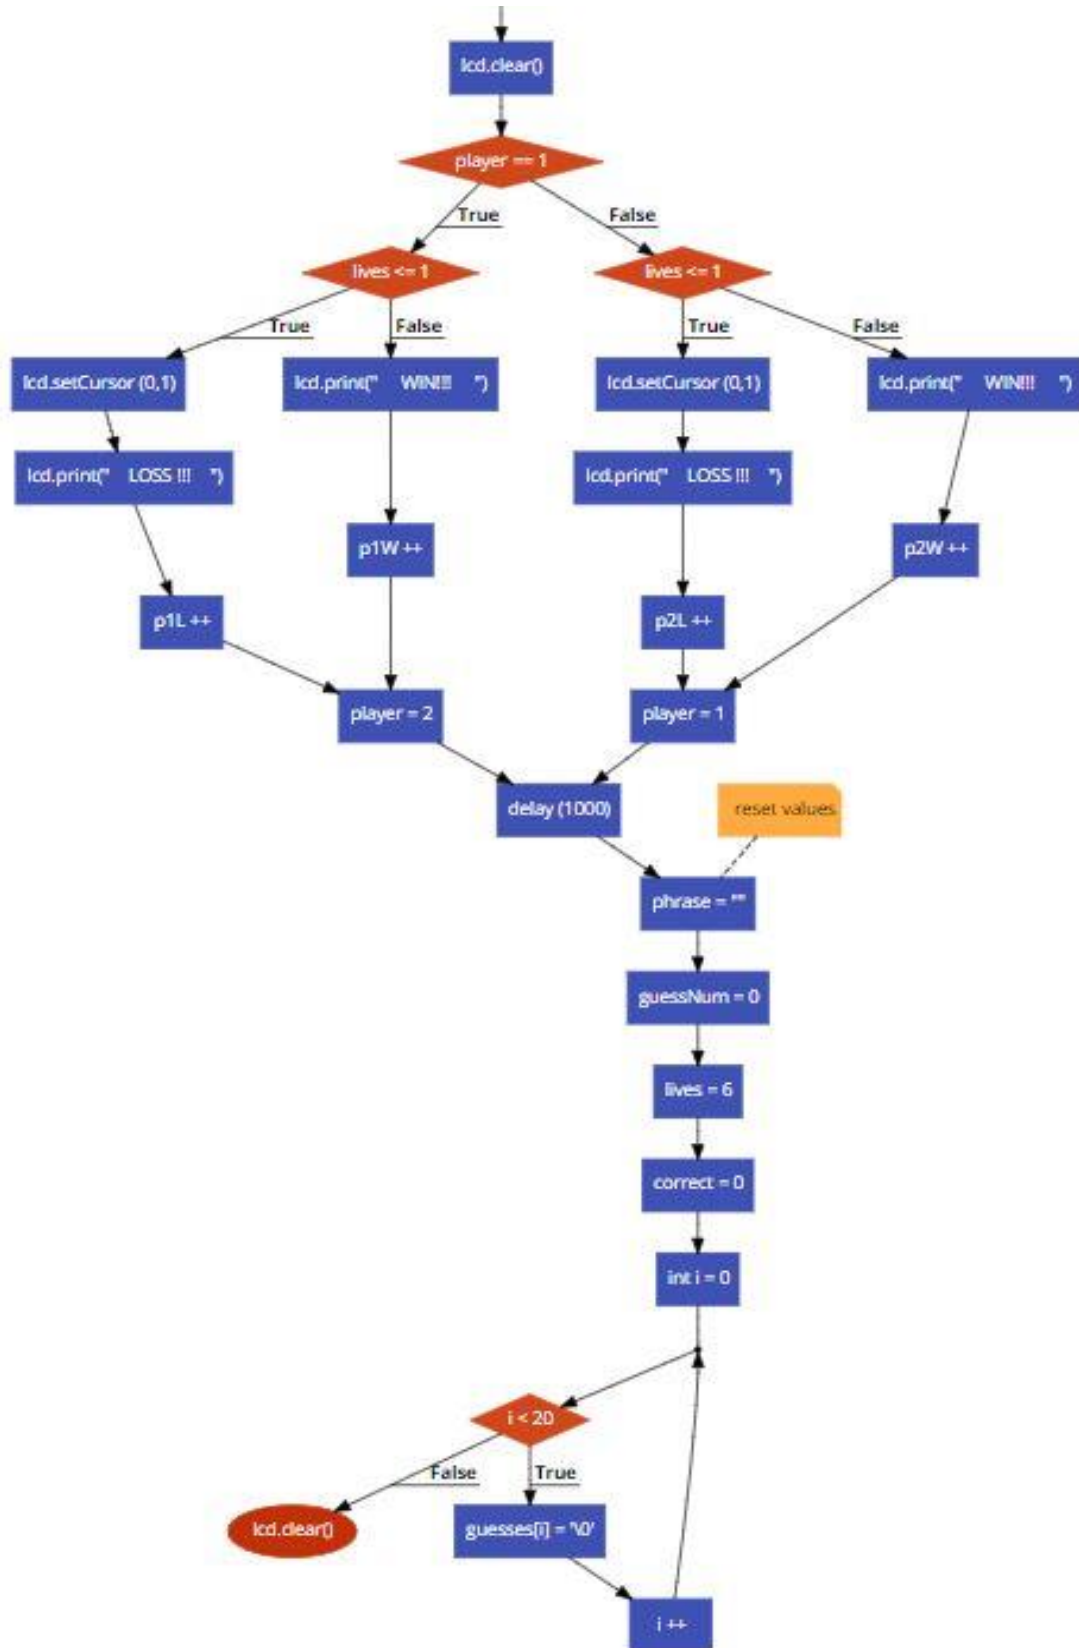 lcd.clear()
player == 1
True
False
lives <= 1
lives <= 1
True
False
True
False
lcd.setCursor (0,1)
lcd.print("     WIN!!!     ")
lcd.setCursor (0,1)
lcd.print("     WIN!!!     ")
lcd.print("    LOSS !!!    ")
lcd.print("    LOSS !!!    ")
p1W ++
p2W ++
p1L ++
p2L ++
player = 2
player = 1
delay (1000)
reset values
phrase = ""
guessNum = 0
lives = 6
correct = 0
int i = 0
i < 20
False
True
lcd.clear()
guesses[i] = '\0'
i ++